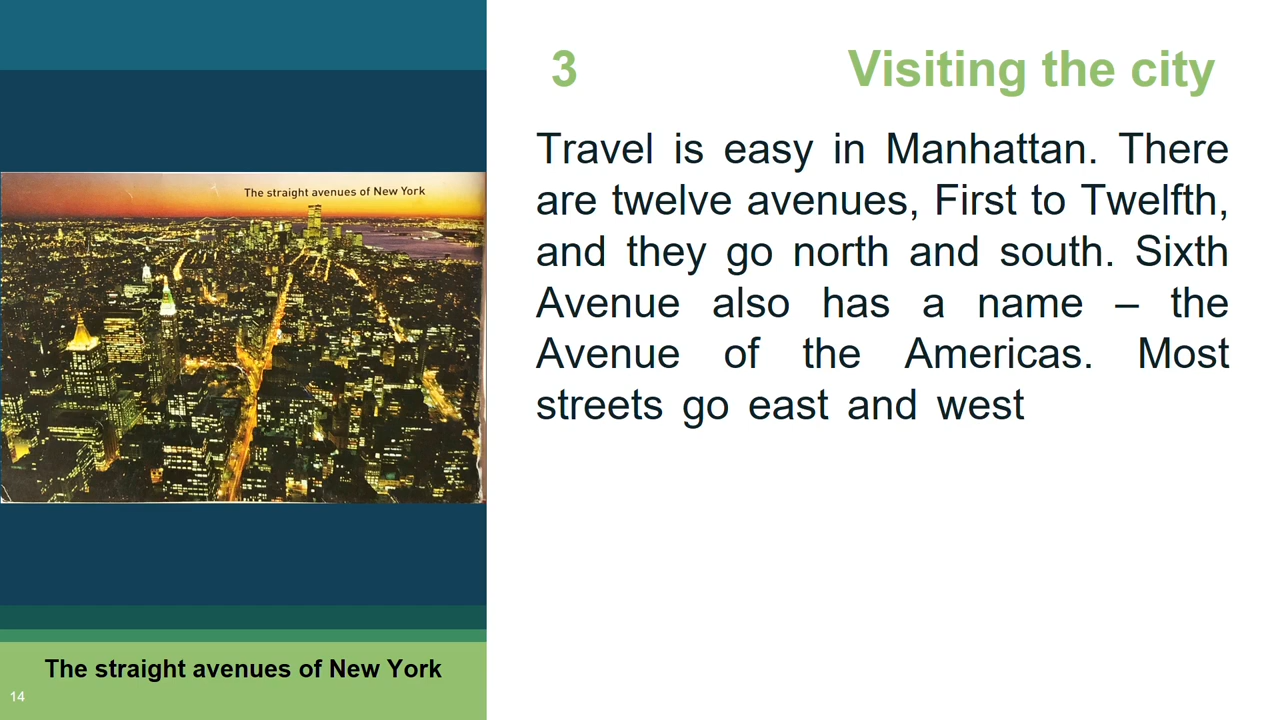 The straight avenues of New York
The straight avenues of New York
14
3 Visiting the city
Travel is easy in Manhattan. There
are twelve avenues, First to Twelfth,
and they go north and south. Sixth
Avenue also has a name – the
Avenue of the Americas. Most
streets go east and west